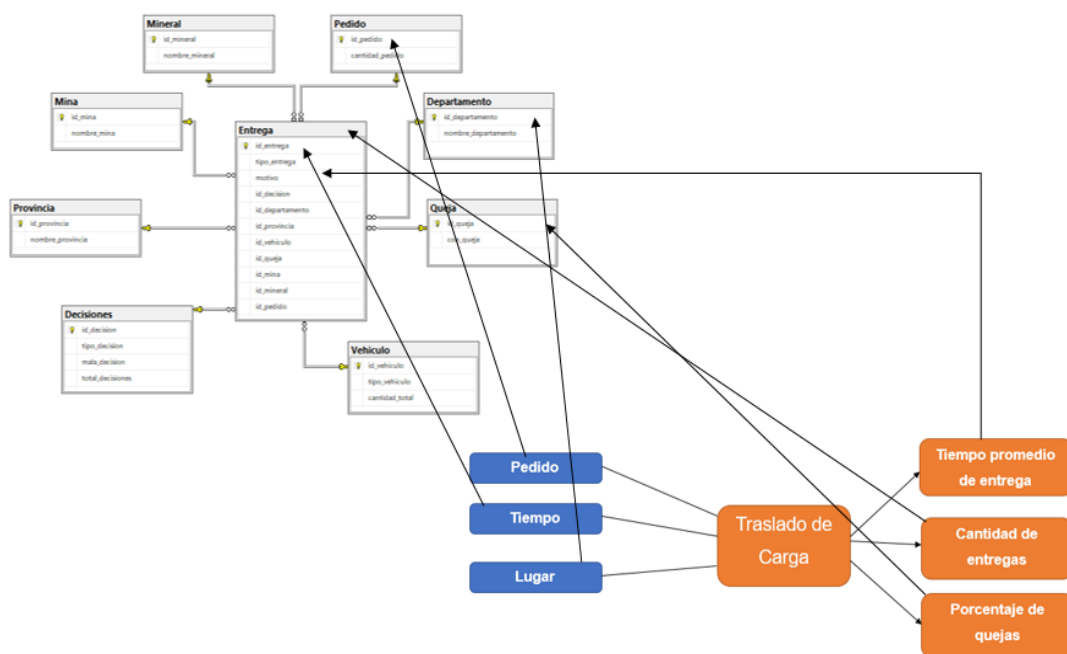 Mineral
id_mineral
nombre_mineral
Pedido
id_pedido
cantidad_pedido
Mina
id_mina
nombre_mina
Departamento
id_departamento
nombre_departamento
Entrega
id_entrega
tipo_entrega
motivo
id_decision
id_departamento
id_provincia
id_vehiculo
id_queja
id_mina
id_mineral
id_pedido
Provincia
id_provincia
nombre_provincia
Queja
id_queja
Decisiones
id_decision
tipo_decision
mala_decision
total_decisiones
Vehiculo
id_vehiculo
tipo_vehiculo
cantidad_total
Pedido
Tiempo
Lugar
Traslado de
Carga
Tiempo promedio
de entrega
Cantidad de
entregas
Porcentaje de
quejas